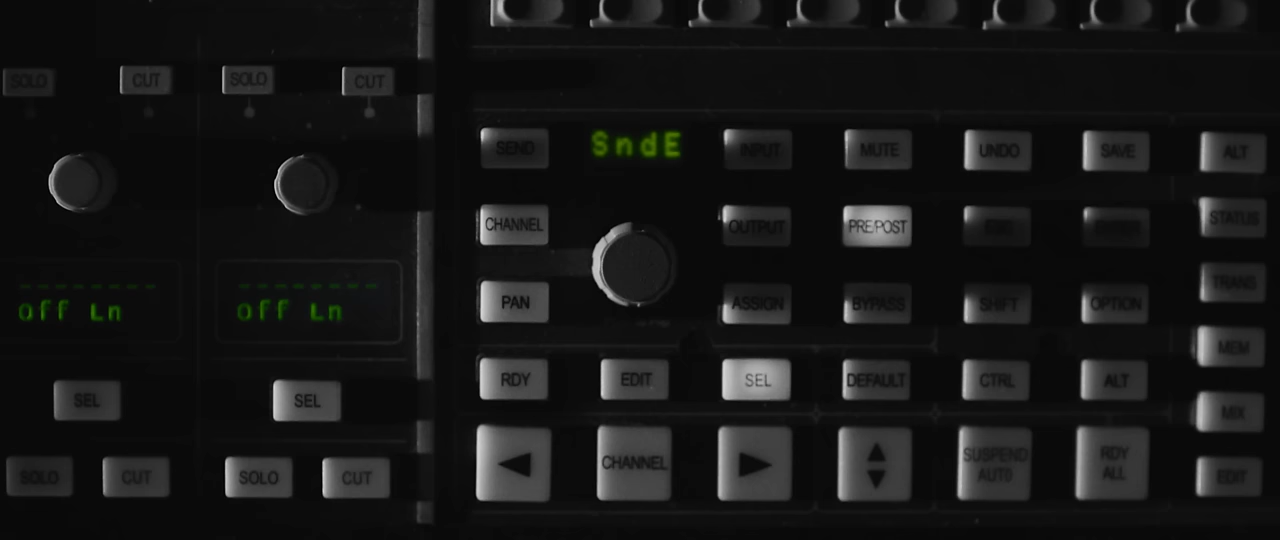 SOLO CUT SOLO CUT
SEND SndE INPUT MUTE UNDO SAVE ALT
CHANNEL OUTPUT PRE/POST STATUS
PAN ASSIGN BYPASS SHIFT OPTION TRANS
Off Ln Off Ln
MEM
RDY EDIT SEL DEFAULT CTRL ALT
SEL SEL MIX
CHANNEL SUSPEND RDY
AUTO ALL
SOLO CUT SOLO CUT EDIT